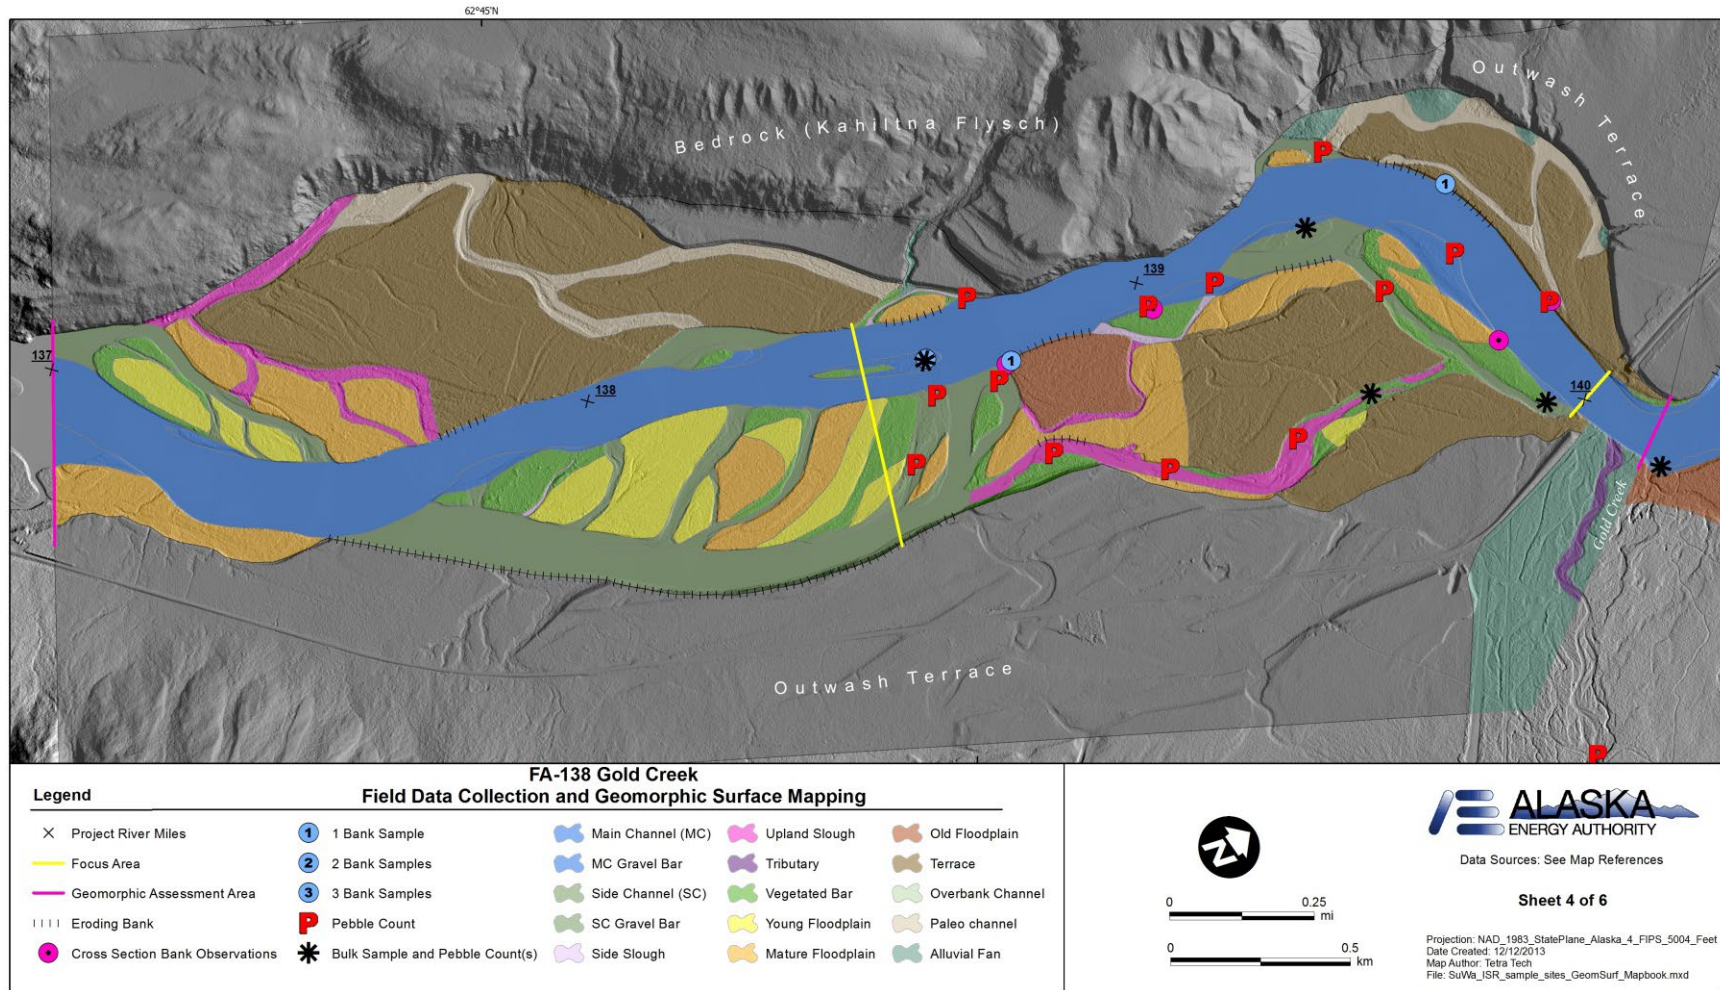 62°45'N
Outwash Terrace
Bedrock (Kahiltna Flysch)
P
1
P
139
P
P
P
P
P
137
1
P
P
138
140
P
P
P
P
P
Gold Creek
Outwash Terrace
P
FA-138 Gold Creek
Field Data Collection and Geomorphic Surface Mapping
Legend
Project River Miles
Focus Area
Geomorphic Assessment Area
Eroding Bank
Cross Section Bank Observations
1 1 Bank Sample
2 2 Bank Samples
3 3 Bank Samples
P Pebble Count
Bulk Sample and Pebble Count(s)
Main Channel (MC)
MC Gravel Bar
Side Channel (SC)
SC Gravel Bar
Side Slough
Upland Slough
Tributary
Vegetated Bar
Young Floodplain
Mature Floodplain
Old Floodplain
Terrace
Overbank Channel
Paleo channel
Alluvial Fan
N
0 0.25
mi
0 0.5
km
ALASKA
ENERGY AUTHORITY
Data Sources: See Map References
Sheet 4 of 6
Projection: NAD_1983_StatePlane_Alaska_4_FIPS_5004_Feet
Date Created: 12/12/2013
Map Author: Tetra Tech
File: SuWa_ISR_sample_sites_GeomSurf_Mapbook.mxd